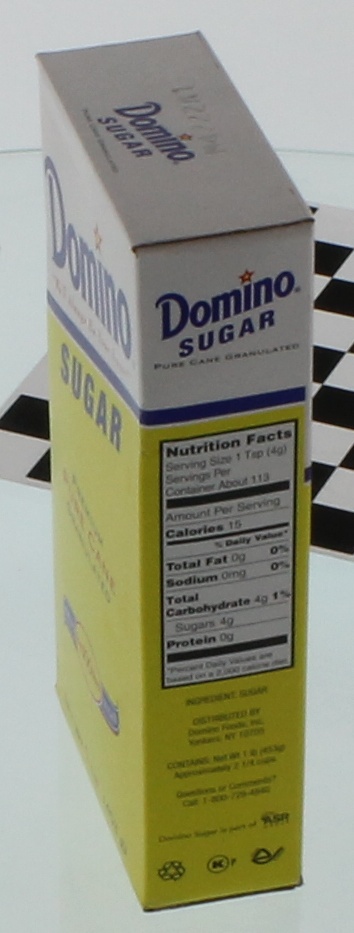 Domino
SUGAR
Domino
SUGAR
Domino
SUGAR
PURE CANE GRANULATED
Nutrition Facts
Serving Size 1 Tsp (4g)
Servings Per
Container About 113
Amount Per Serving
Calories 15
% Daily Value*
Total Fat 0g 0%
Sodium 0mg 0%
Total
Carbohydrate 4g 1%
Sugars 4g
Protein 0g
*Percent Daily Values are
based on a 2,000 calorie diet
INGREDIENT: SUGAR
DISTRIBUTED BY
Domino Foods, Inc.
Yonkers, NY 10705
CONTAINS: Net Wt 1 lb (453g)
Approximately 2 1/4 cups
Questions or Comments?
Call: 1-800-729-4840
Domino Sugar is part of ASR
K P